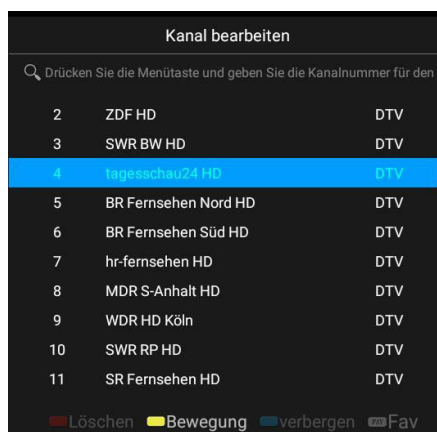 Kanal bearbeiten
Drücken Sie die Menütaste und geben Sie die Kanalnummer für den
2 ZDF HD DTV
3 SWR BW HD DTV
4 tagesschau24 HD DTV
5 BR Fernsehen Nord HD DTV
6 BR Fernsehen Süd HD DTV
7 hr-fernsehen HD DTV
8 MDR S-Anhalt HD DTV
9 WDR HD Köln DTV
10 SWR RP HD DTV
11 SR Fernsehen HD DTV
Löschen Bewegung verbergen FAV Fav